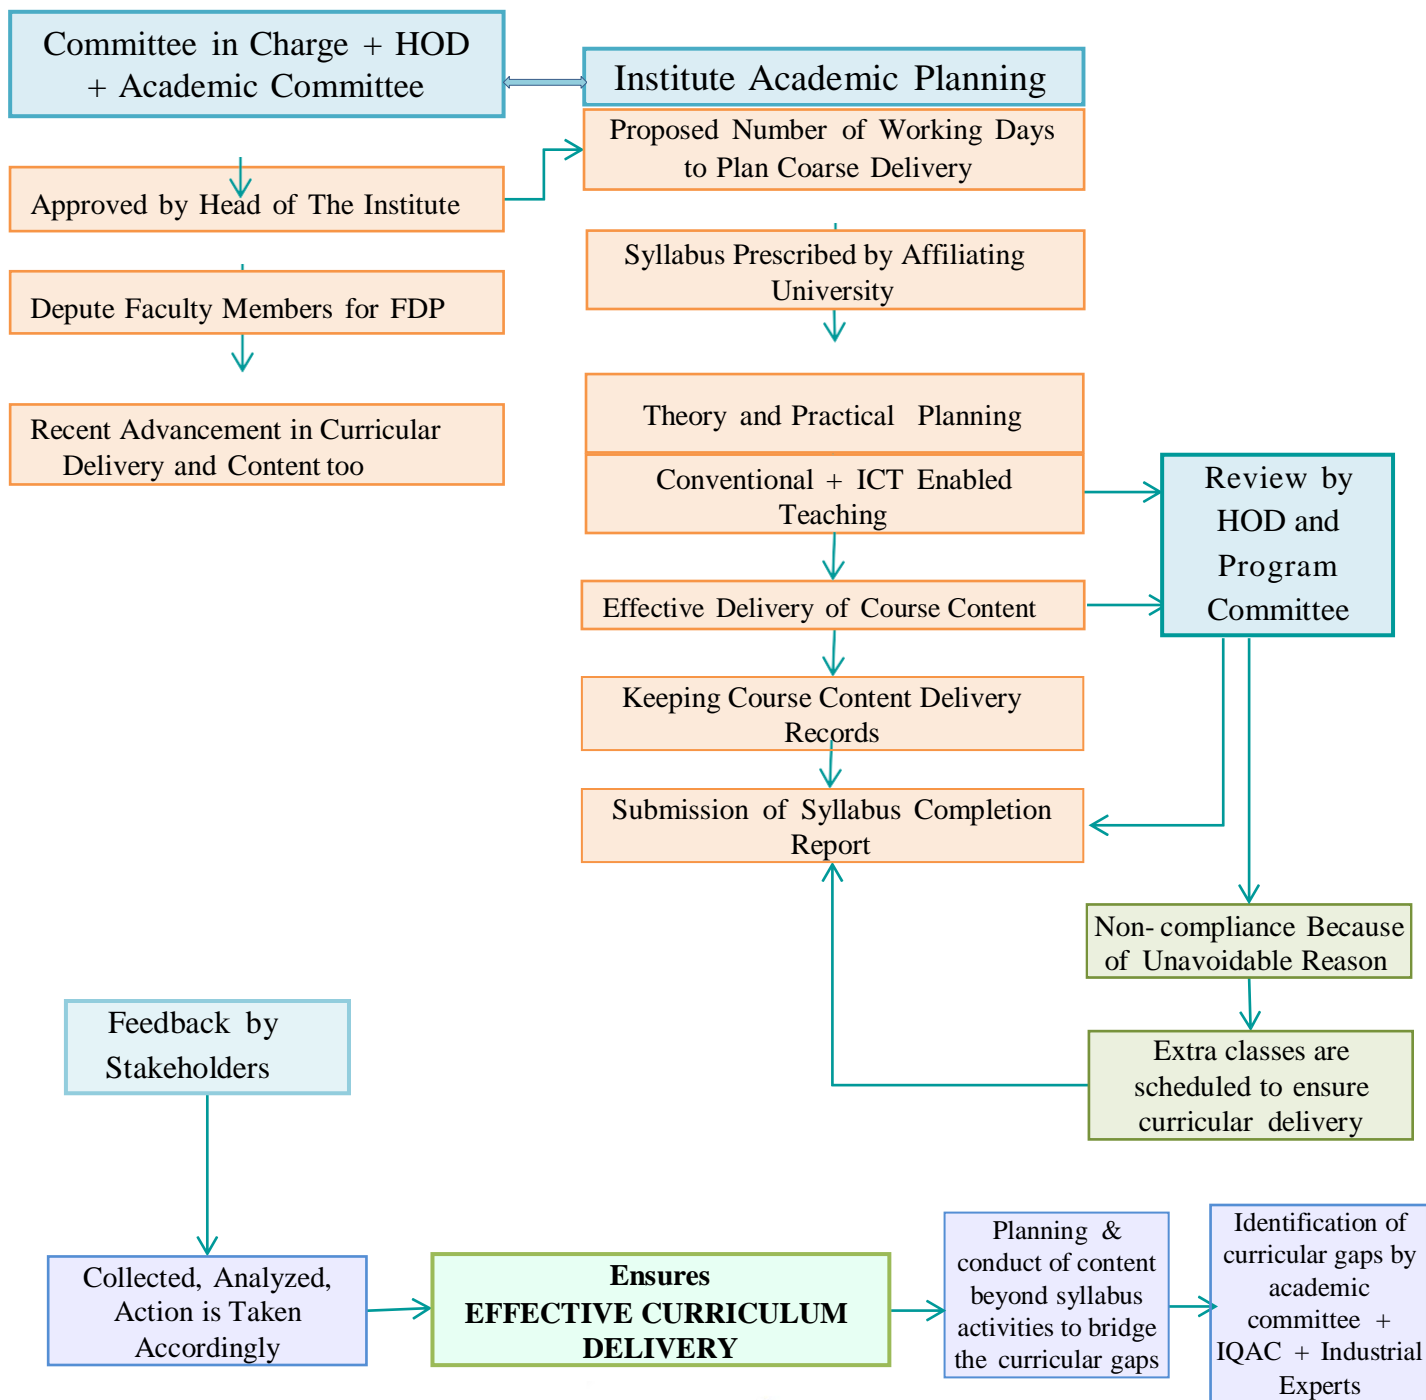 Committee in Charge + HOD
+ Academic Committee
Institute Academic Planning
Proposed Number of Working Days
to Plan Coarse Delivery
Approved by Head of The Institute
Syllabus Prescribed by Affiliating
University
Depute Faculty Members for FDP
Theory and Practical Planning
Recent Advancement in Curricular
Delivery and Content too
Conventional + ICT Enabled
Teaching
Review by
HOD and
Program
Committee
Effective Delivery of Course Content
Keeping Course Content Delivery
Records
Submission of Syllabus Completion
Report
Non- compliance Because
of Unavoidable Reason
Extra classes are
scheduled to ensure
curricular delivery
Feedback by
Stakeholders
Collected, Analyzed,
Action is Taken
Accordingly
Ensures
EFFECTIVE CURRICULUM
DELIVERY
Planning &
conduct of content
beyond syllabus
activities to bridge
the curricular gaps
Identification of
curricular gaps by
academic
committee +
IQAC + Industrial
Experts